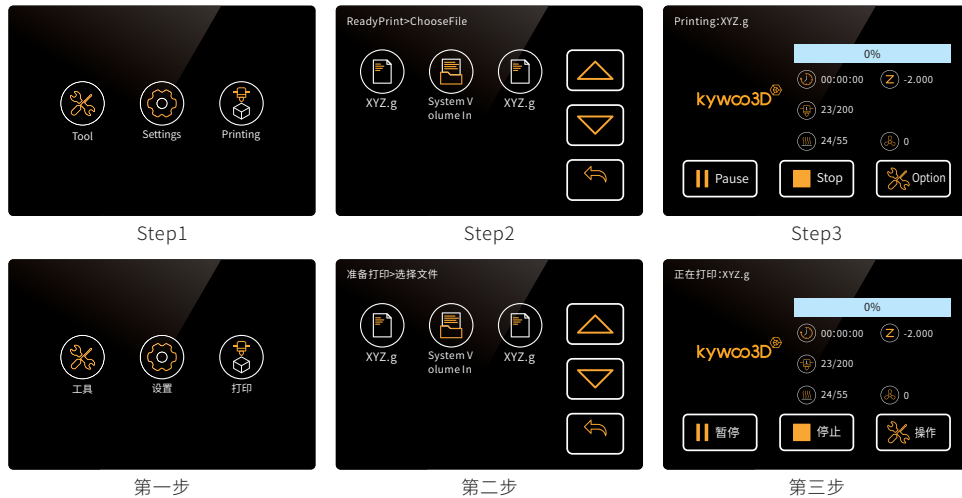 Tool
Settings
Printing
Step1
ReadyPrint>ChooseFile
XYZ.g
System V
olume In
XYZ.g
Step2
Printing:XYZ.g
0%
kywoo3D
00:00:00
Z
-2.000
23/200
24/55
0
Pause
Stop
Option
Step3
工具
设置
打印
第一步
准备打印>选择文件
XYZ.g
System V
olume In
XYZ.g
第二步
正在打印:XYZ.g
0%
kywoo3D
00:00:00
Z
-2.000
23/200
24/55
0
暂停
停止
操作
第三步